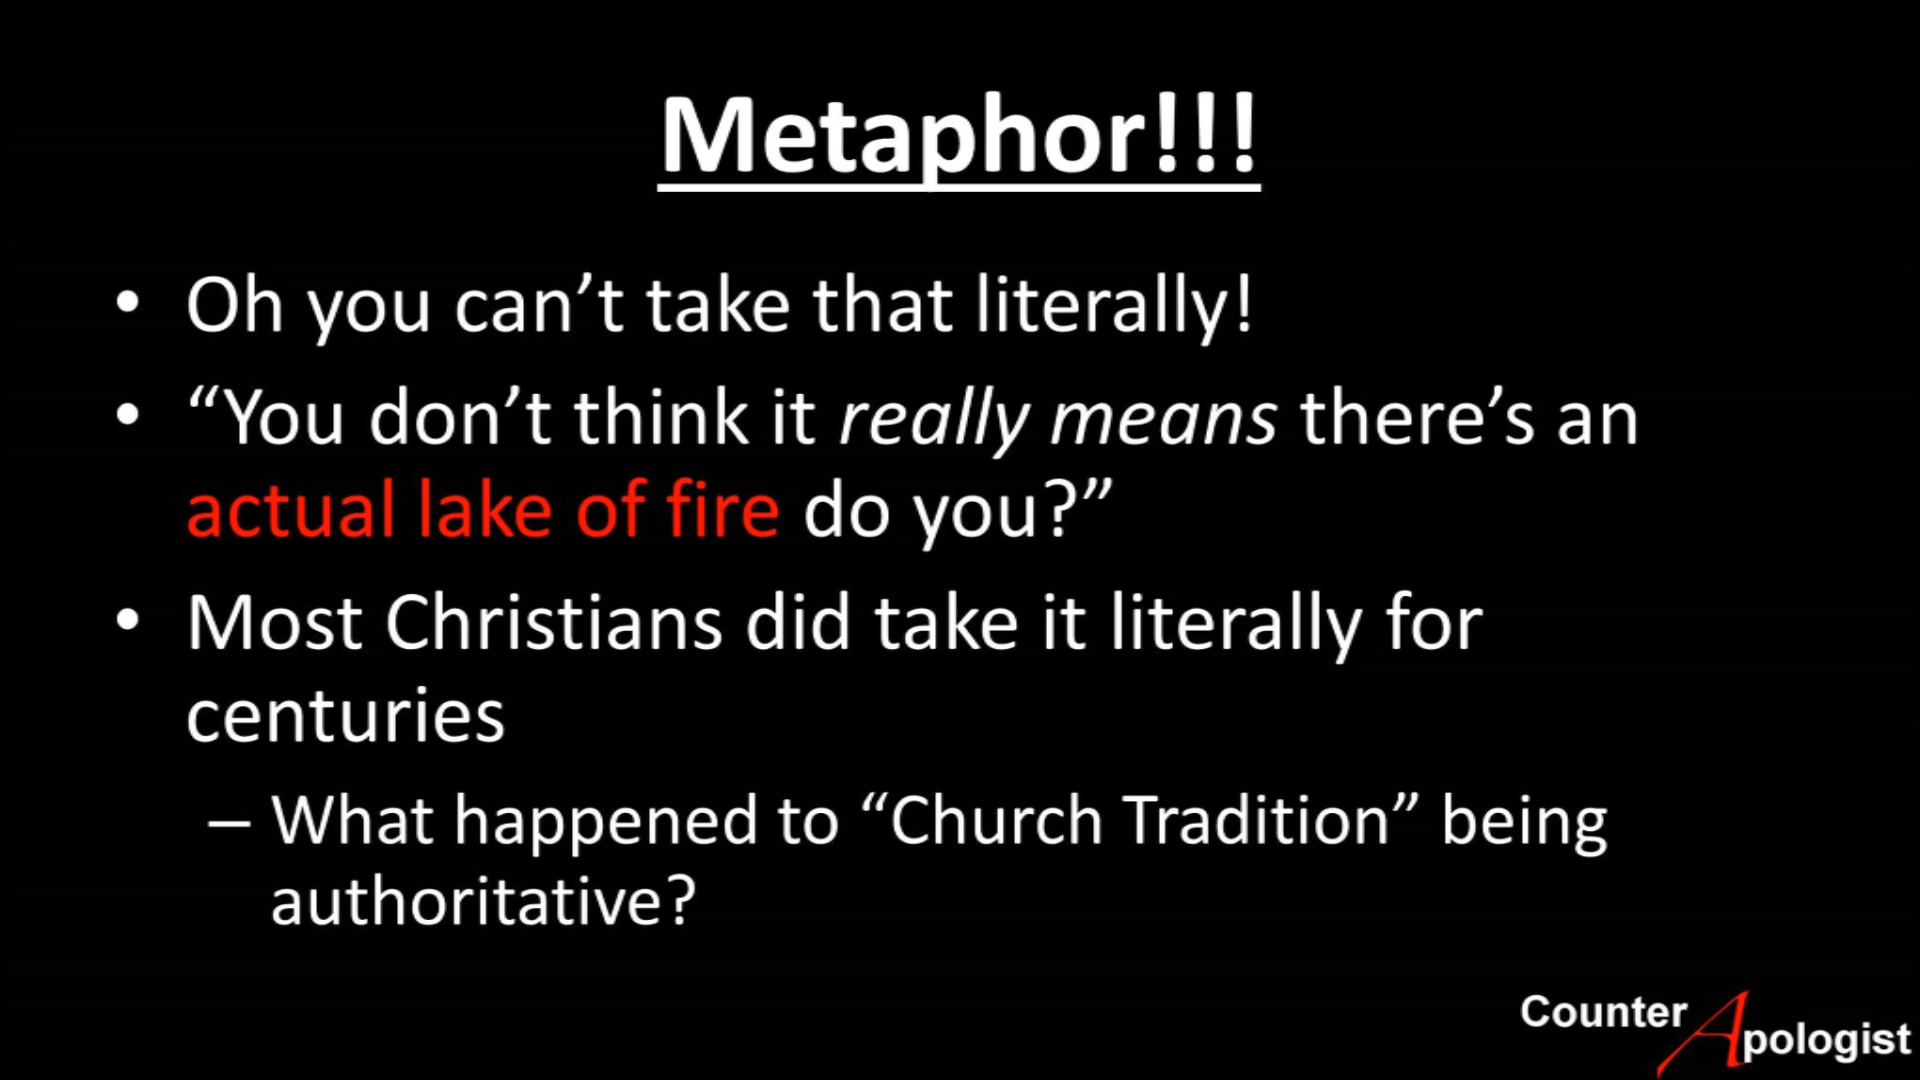 Metaphor!!!
• Oh you can’t take that literally!
• “You don’t think it really means there’s an
actual lake of fire do you?”
• Most Christians did take it literally for
centuries
– What happened to “Church Tradition” being
authoritative?
Counter
Apologist